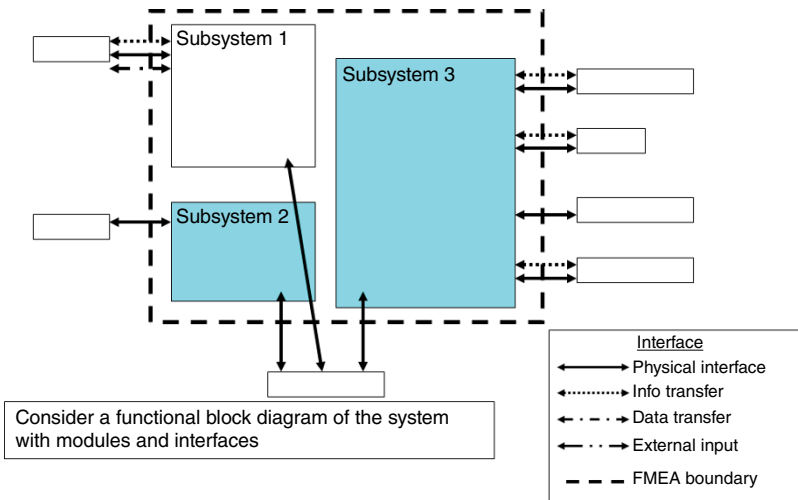 Subsystem 1
Subsystem 3
Subsystem 2
Interface
Physical interface
Info transfer
Data transfer
External input
FMEA boundary
Consider a functional block diagram of the system
with modules and interfaces